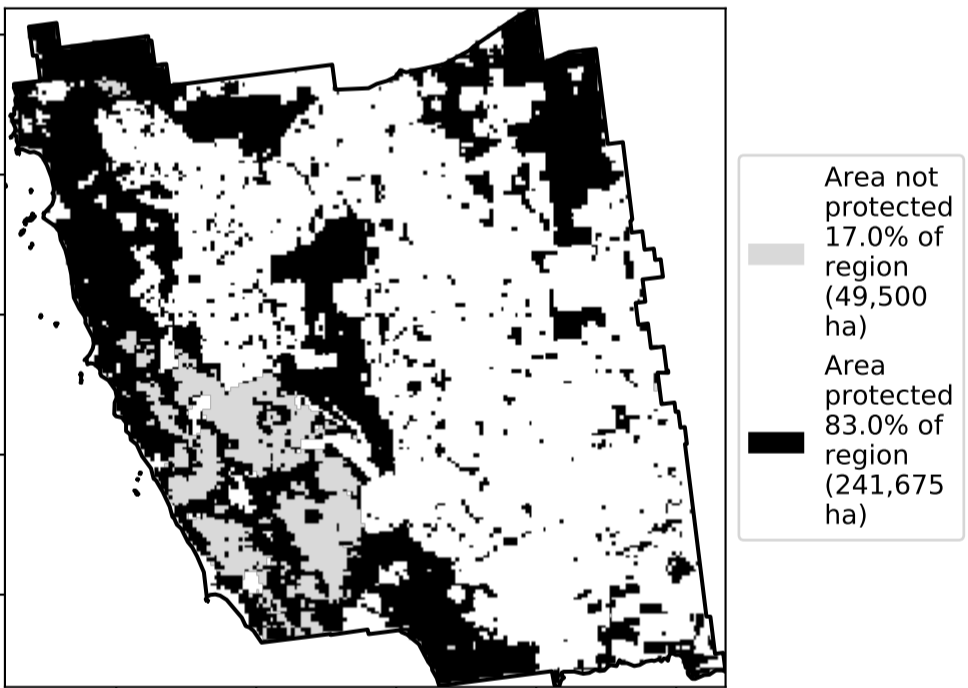 Area not
protected
17.0% of
region
(49,500
ha)
Area
protected
83.0% of
region
(241,675
ha)